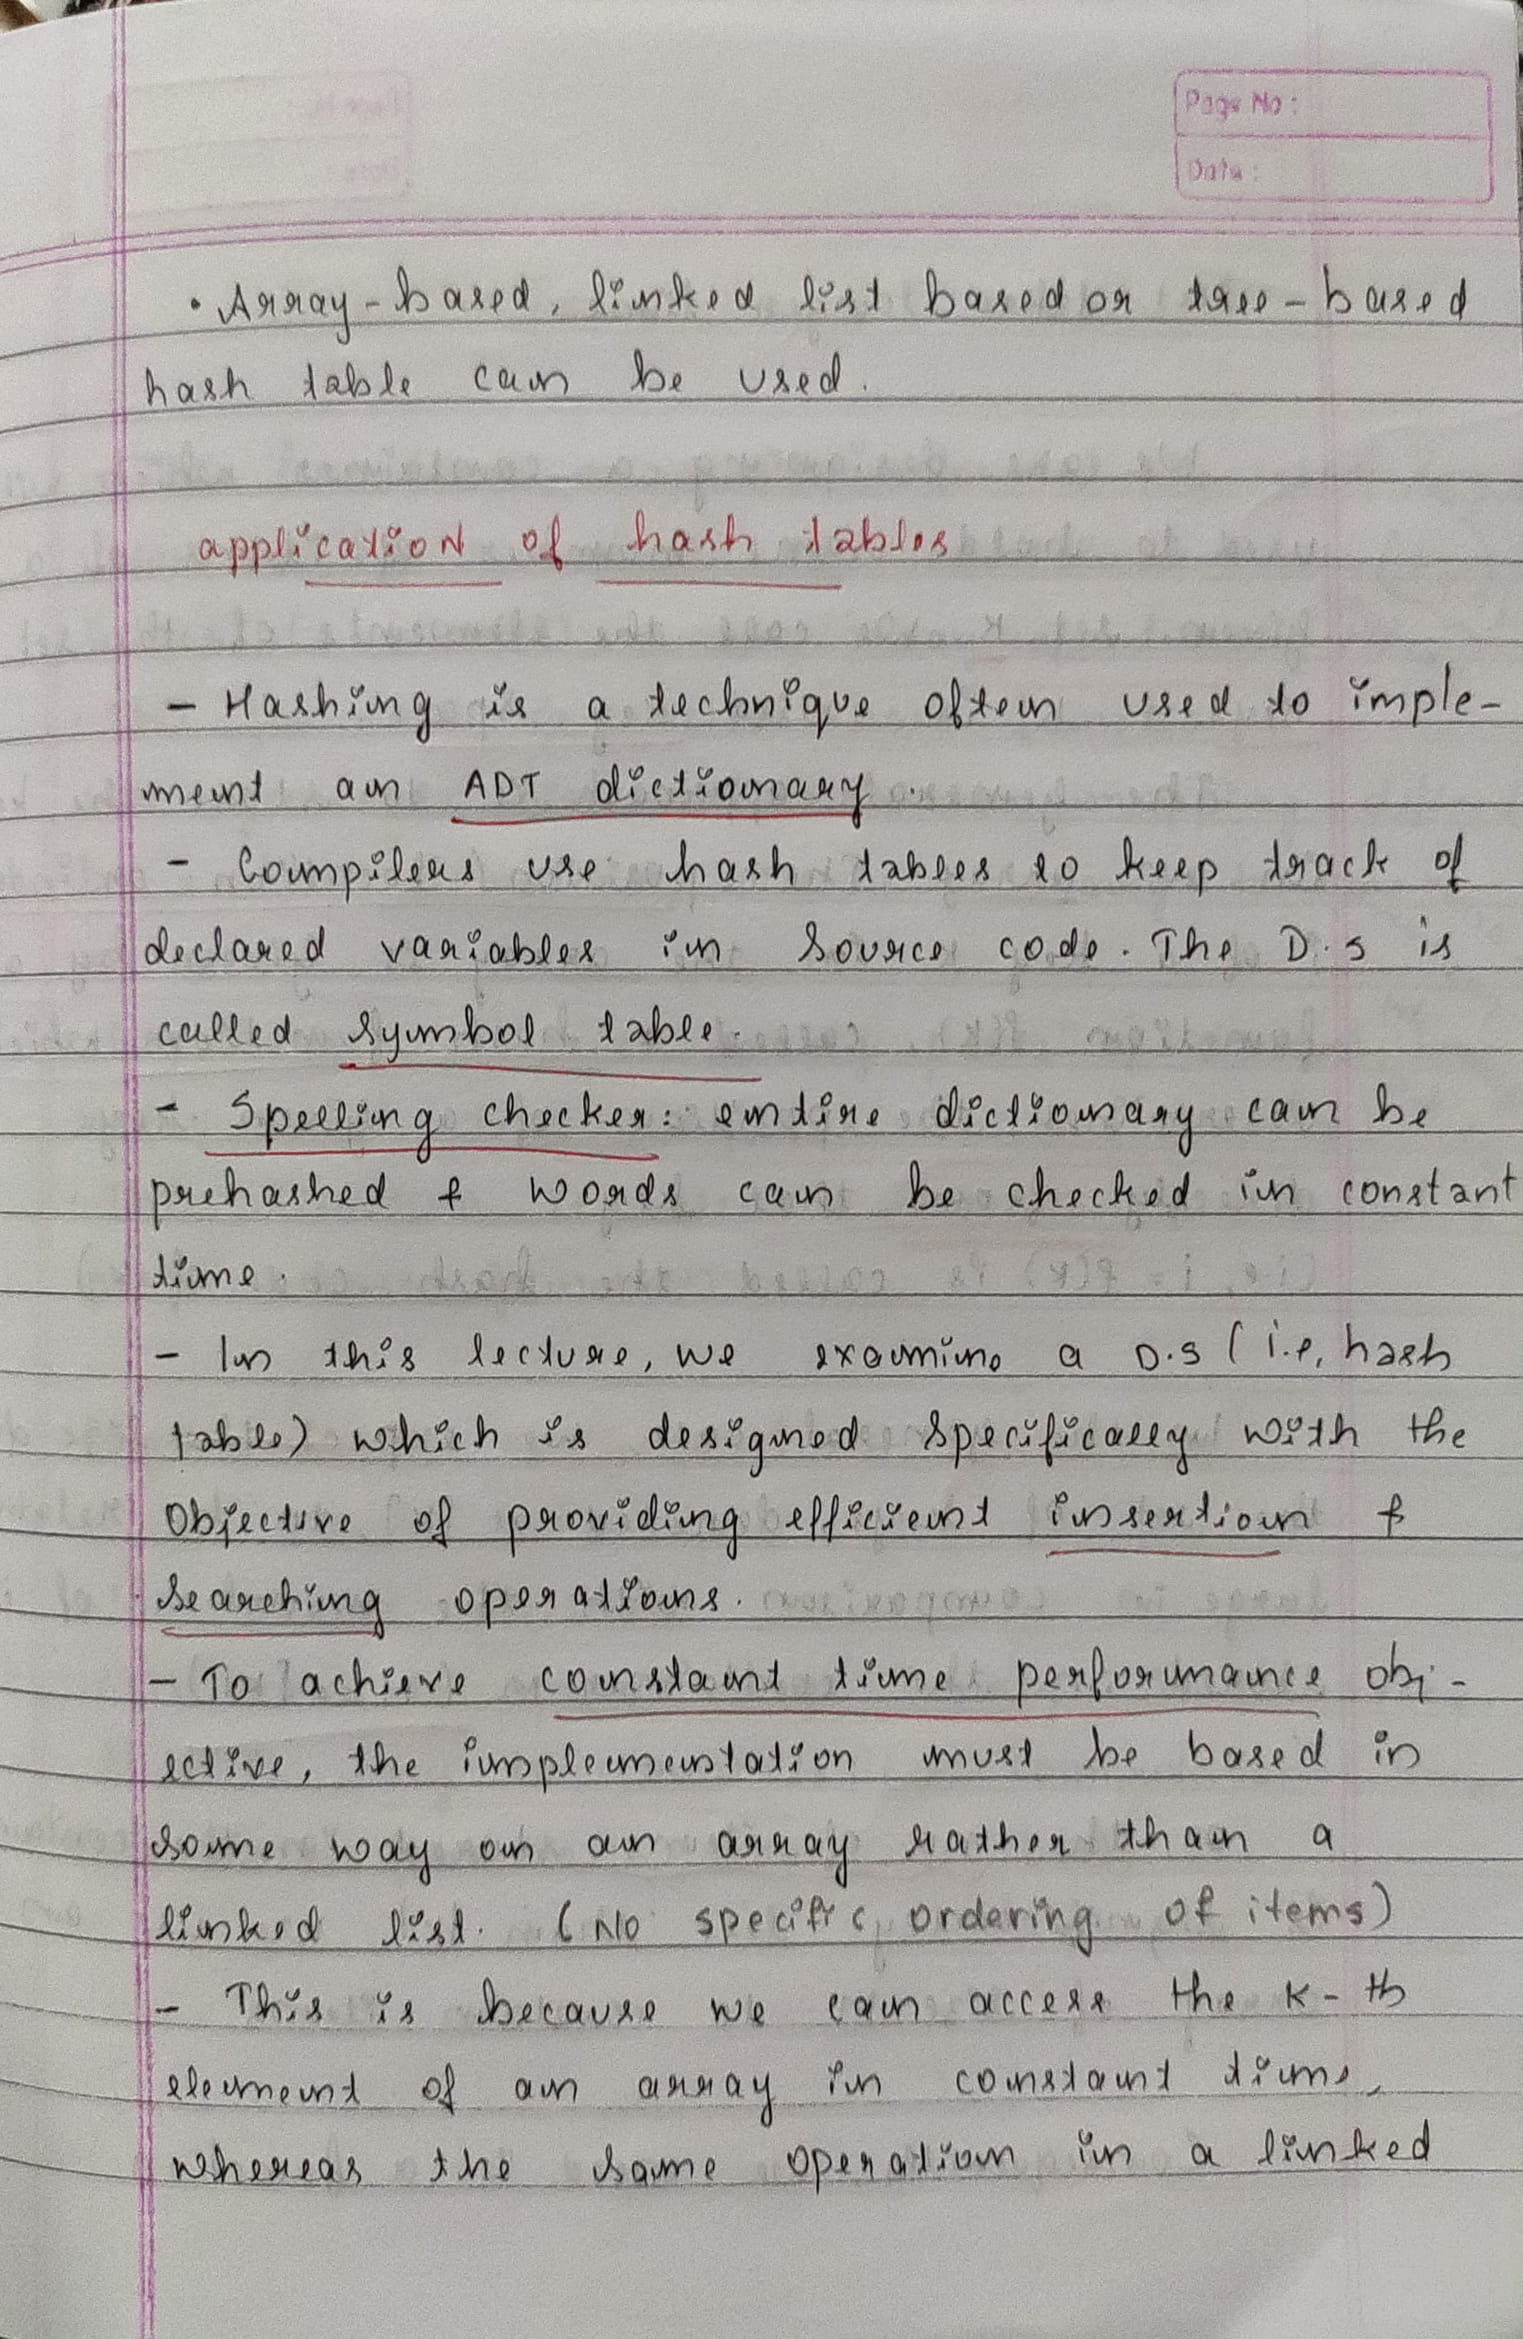 Page No:
Date:
• Array-based, linked list based or tree-based
hash table can be used.
application of hash tables
- Hashing is a technique often used to imple-
ment an ADT dictionary.
- Compilers use hash tables to keep track of
declared variables in source code. The D.S is
called symbol table.
- Spelling checker: entire dictionary can be
prehashed & words can be checked in constant
time.
- In this lecture, we examine a D.S (i.e, hash
table) which is designed specifically with the
objective of providing efficient insertion &
searching operations.
- To achieve constant time performance obj-
ective, the implementation must be based in
some way on an array rather than a
linked list. (No specific ordering of items)
- This is because we can access the K-th
element of an array in constant time,
whereas the same operation in a linked